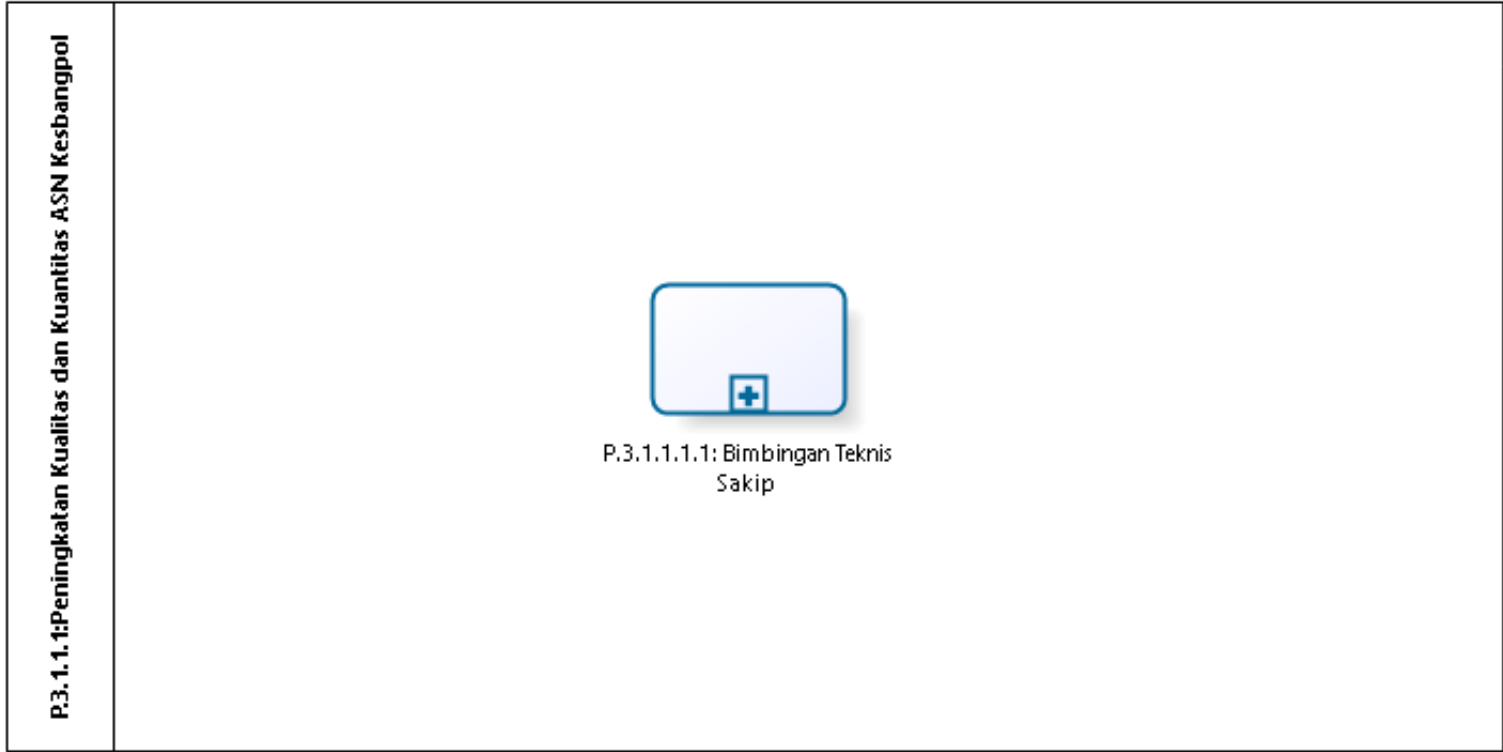 P.3.1.1.1:Peningkatan Kualitas dan Kuantitas ASN Kesbangpol
P.3.1.1.1.1: Bimbingan Teknis
Sakip